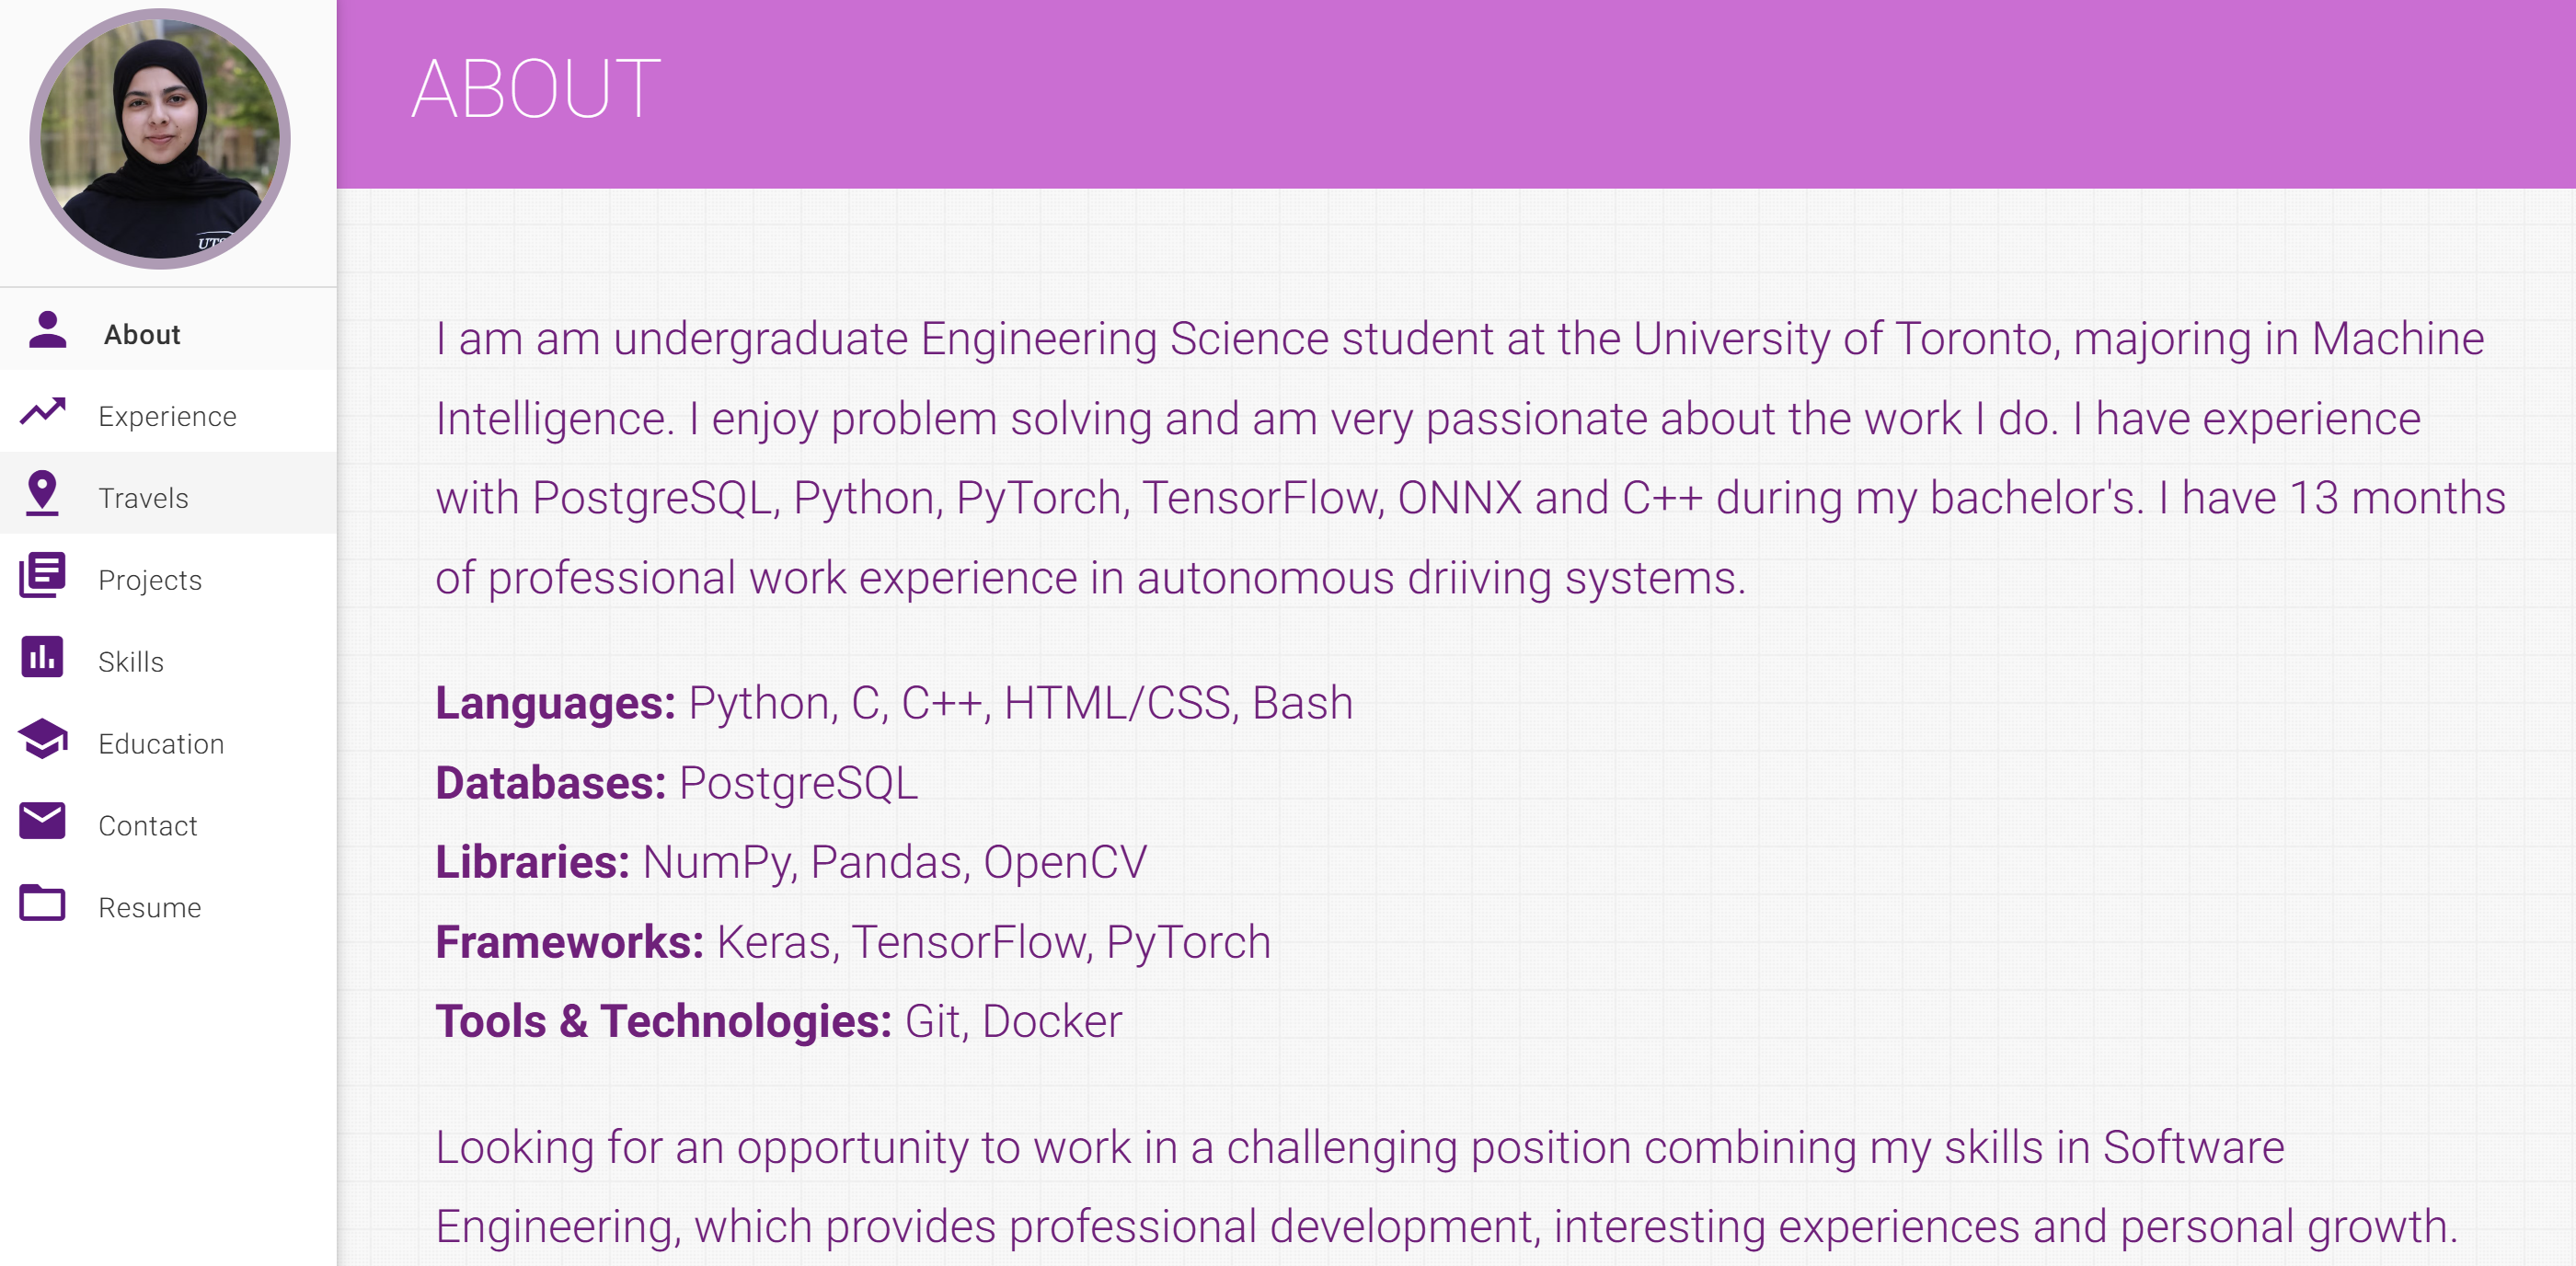 UTS
ABOUT
About
Experience
Travels
Projects
Skills
Education
Contact
Resume
I am am undergraduate Engineering Science student at the University of Toronto, majoring in Machine
Intelligence. I enjoy problem solving and am very passionate about the work I do. I have experience
with PostgreSQL, Python, PyTorch, TensorFlow, ONNX and C++ during my bachelor's. I have 13 months
of professional work experience in autonomous driiving systems.
Languages: Python, C, C++, HTML/CSS, Bash
Databases: PostgreSQL
Libraries: NumPy, Pandas, OpenCV
Frameworks: Keras, TensorFlow, PyTorch
Tools & Technologies: Git, Docker
Looking for an opportunity to work in a challenging position combining my skills in Software
Engineering, which provides professional development, interesting experiences and personal growth.